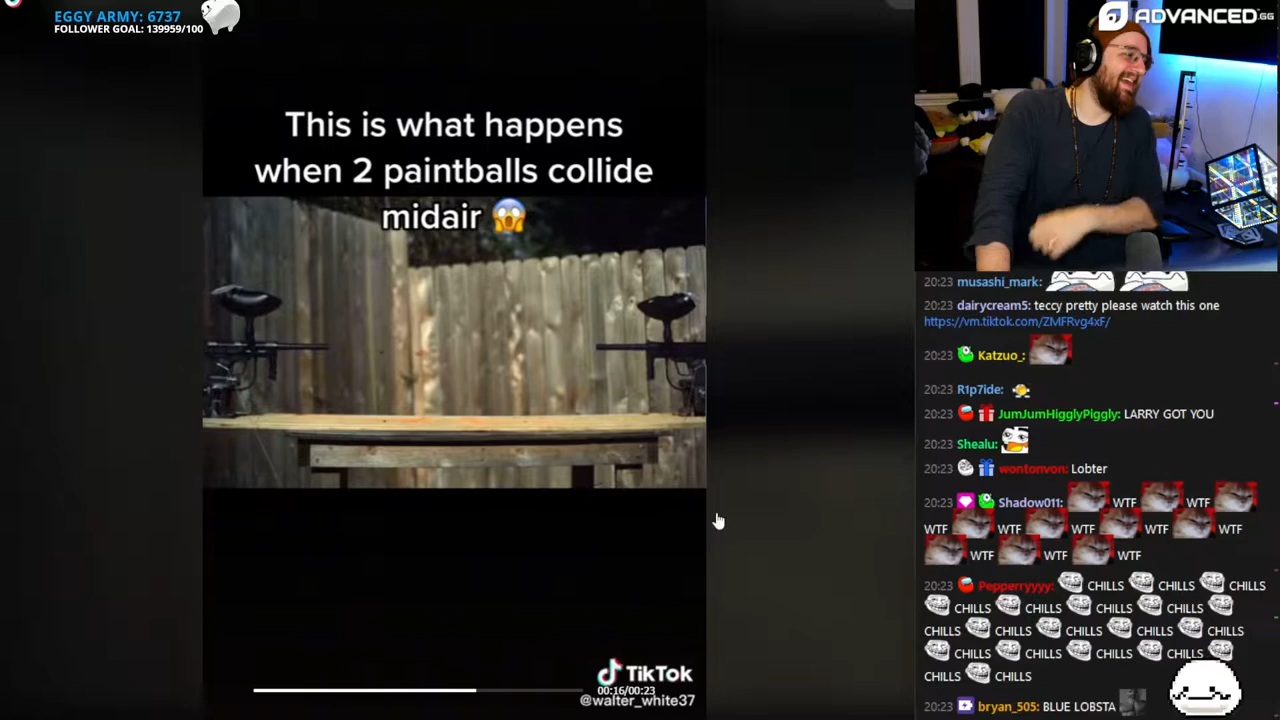 EGGY ARMY: 6737
FOLLOWER GOAL: 139959/100
ADVANCED.GG
This is what happens
when 2 paintballs collide
midair 😱
TikTok
00:16/00:23
@walter_white37
20:23 musashi_mark:
20:23 dairycream5: teccy pretty please watch this one
https://vm.tiktok.com/ZMFRvg4xF/
20:23 Katzuo_:
20:23 R1p7ide:
20:23 JumJumHigglyPiggly: LARRY GOT YOU
20:23 Shealu:
20:23 wontonvon: Lobter
20:23 Shadow011: WTF WTF
WTF WTF WTF WTF WTF
WTF WTF WTF
20:23 Pepperryyyy: CHILLS CHILLS CHILLS
CHILLS CHILLS CHILLS CHILLS
CHILLS CHILLS CHILLS CHILLS CHILLS
CHILLS CHILLS CHILLS CHILLS
CHILLS CHILLS
20:23 bryan_505: BLUE LOBSTA